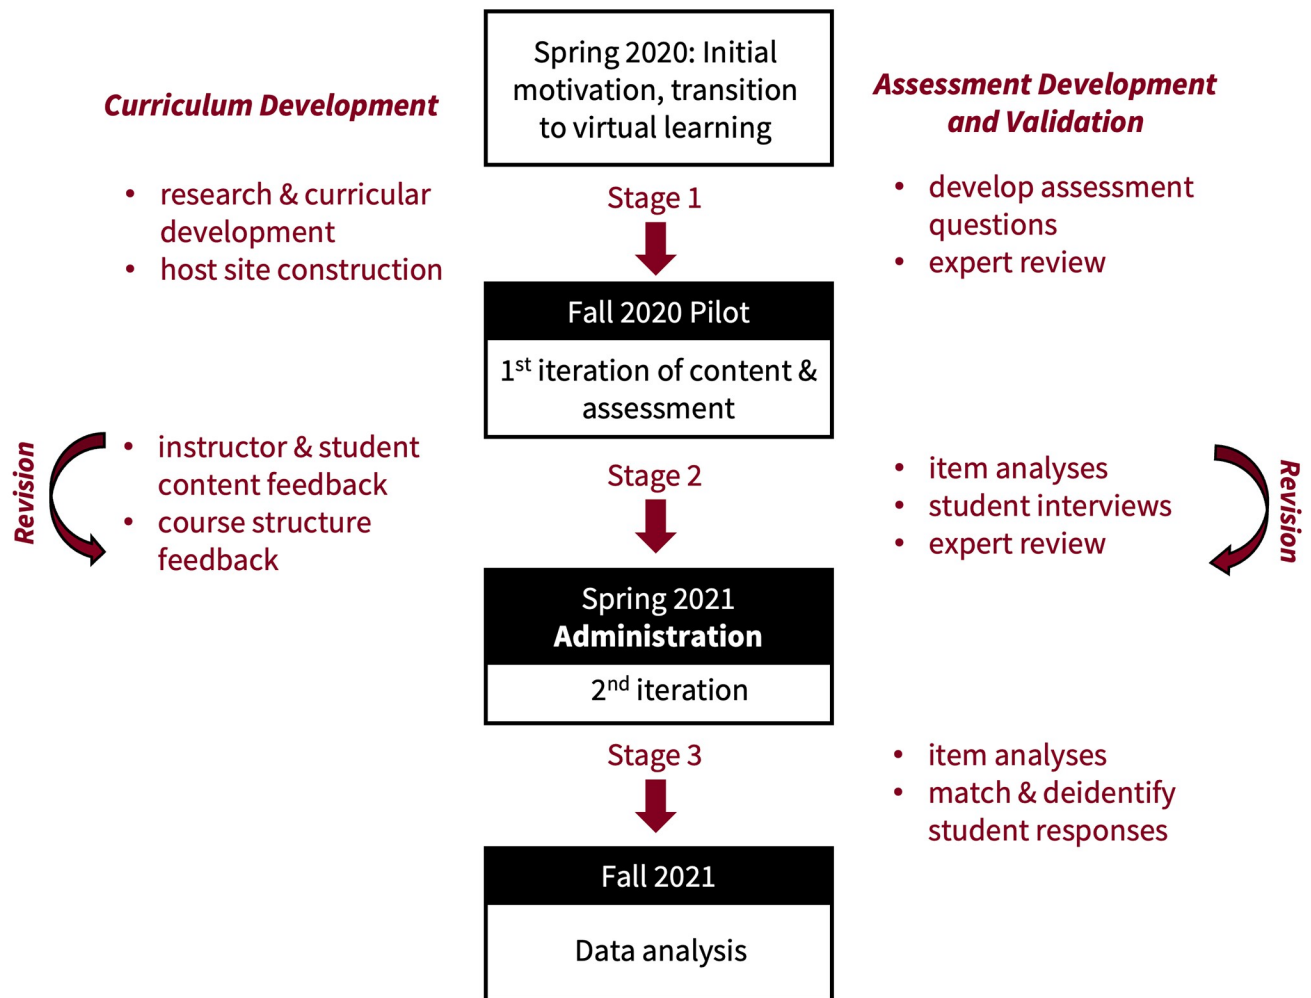 Spring 2020: Initial
motivation, transition
to virtual learning
Curriculum Development
Assessment Development
and Validation
• research & curricular
development
• host site construction
Stage 1
• develop assessment
questions
• expert review
Fall 2020 Pilot
1st iteration of content &
assessment
Revision
• instructor & student
content feedback
• course structure
feedback
Stage 2
• item analyses
• student interviews
• expert review
Revision
Spring 2021
Administration
2nd iteration
Stage 3
• item analyses
• match & deidentify
student responses
Fall 2021
Data analysis